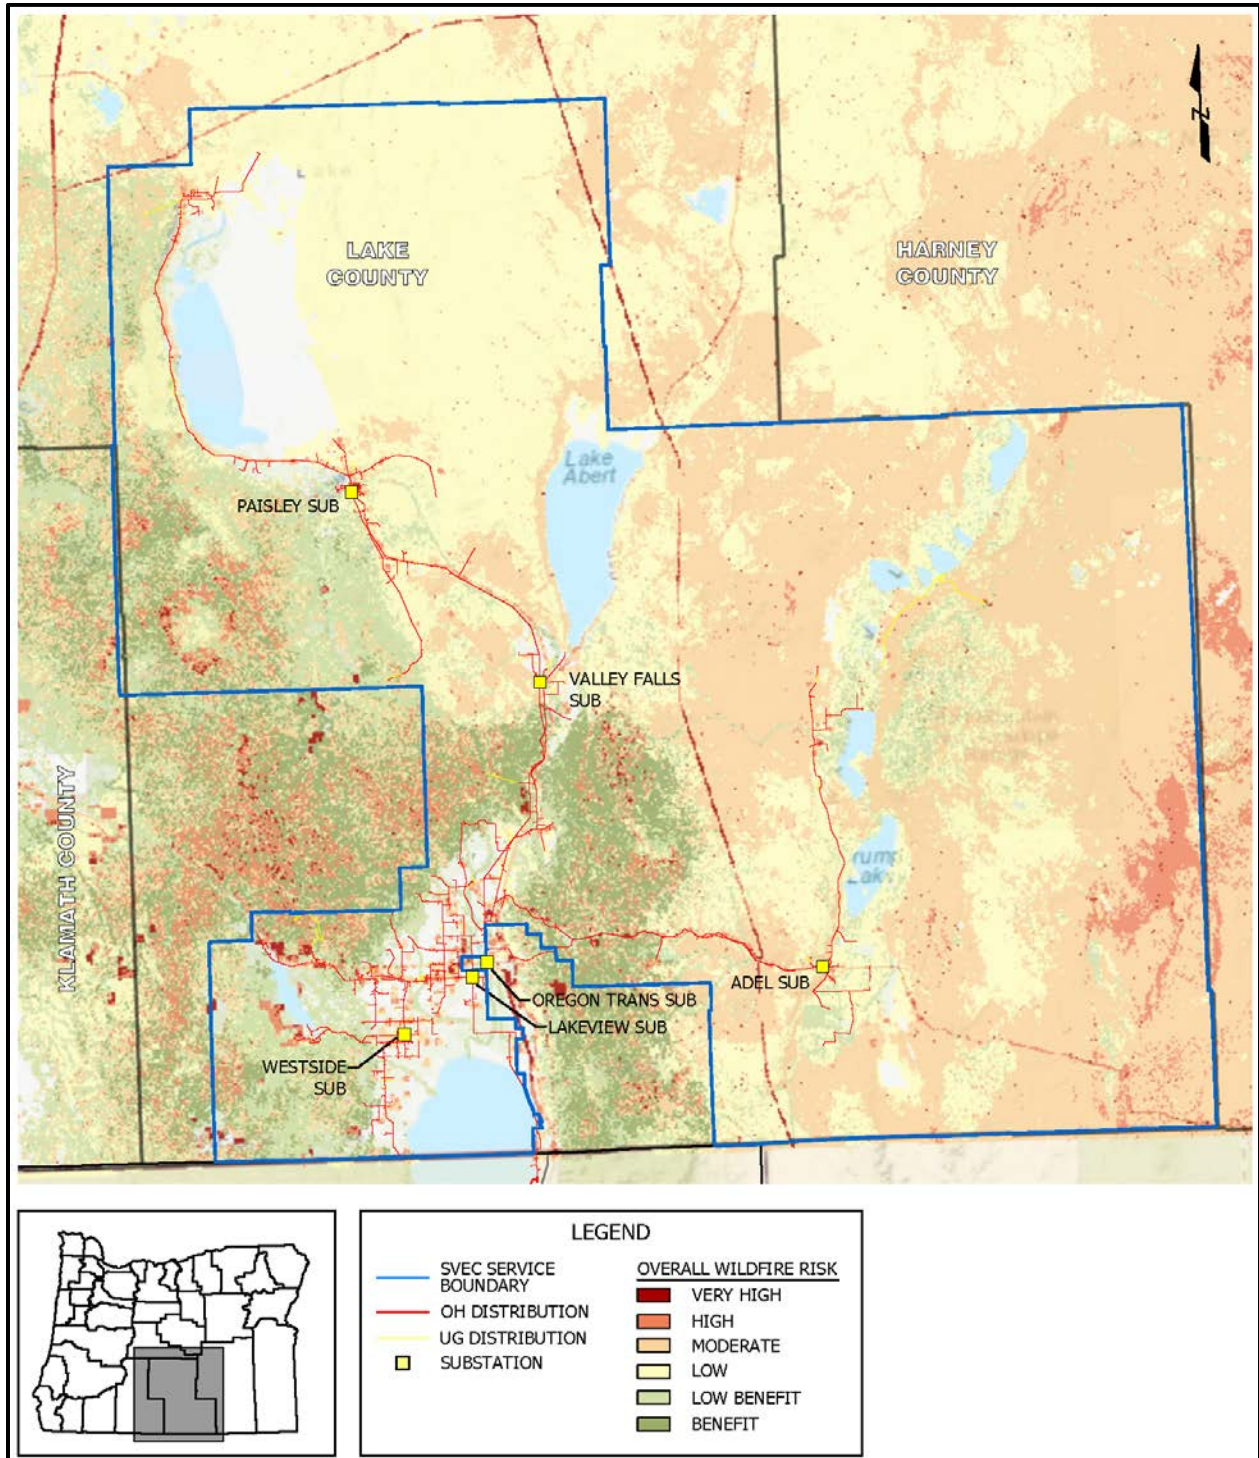 N
Lake
LAKE
COUNTY
HARNEY
COUNTY
Lake
Abert
PAISLEY SUB
VALLEY FALLS
SUB
KLAMATH COUNTY
Lake
ADEL SUB
OREGON TRANS SUB
LAKEVIEW SUB
WESTSIDE
SUB
LEGEND
SVEC SERVICE
BOUNDARY
OH DISTRIBUTION
UG DISTRIBUTION
SUBSTATION
OVERALL WILDFIRE RISK
VERY HIGH
HIGH
MODERATE
LOW
LOW BENEFIT
BENEFIT